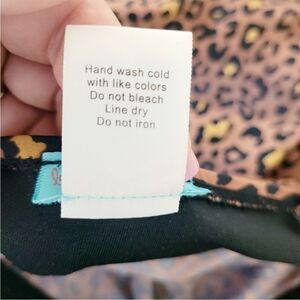 Hand wash cold
with like colors
Do not bleach
Line dry
Do not iron